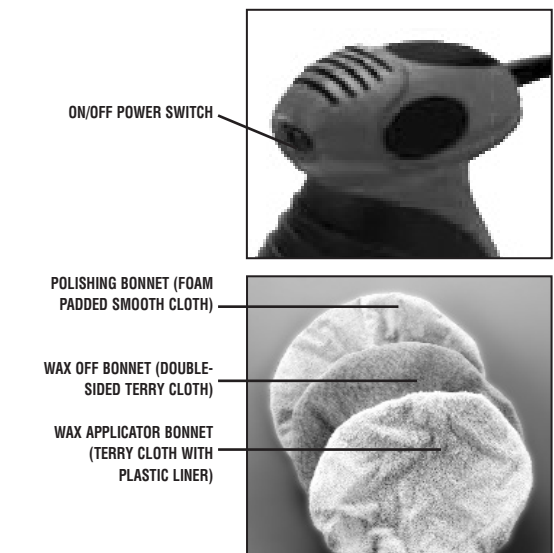 ON/OFF POWER SWITCH
POLISHING BONNET (FOAM
PADDED SMOOTH CLOTH)
WAX OFF BONNET (DOUBLE-
SIDED TERRY CLOTH)
WAX APPLICATOR BONNET
(TERRY CLOTH WITH
PLASTIC LINER)